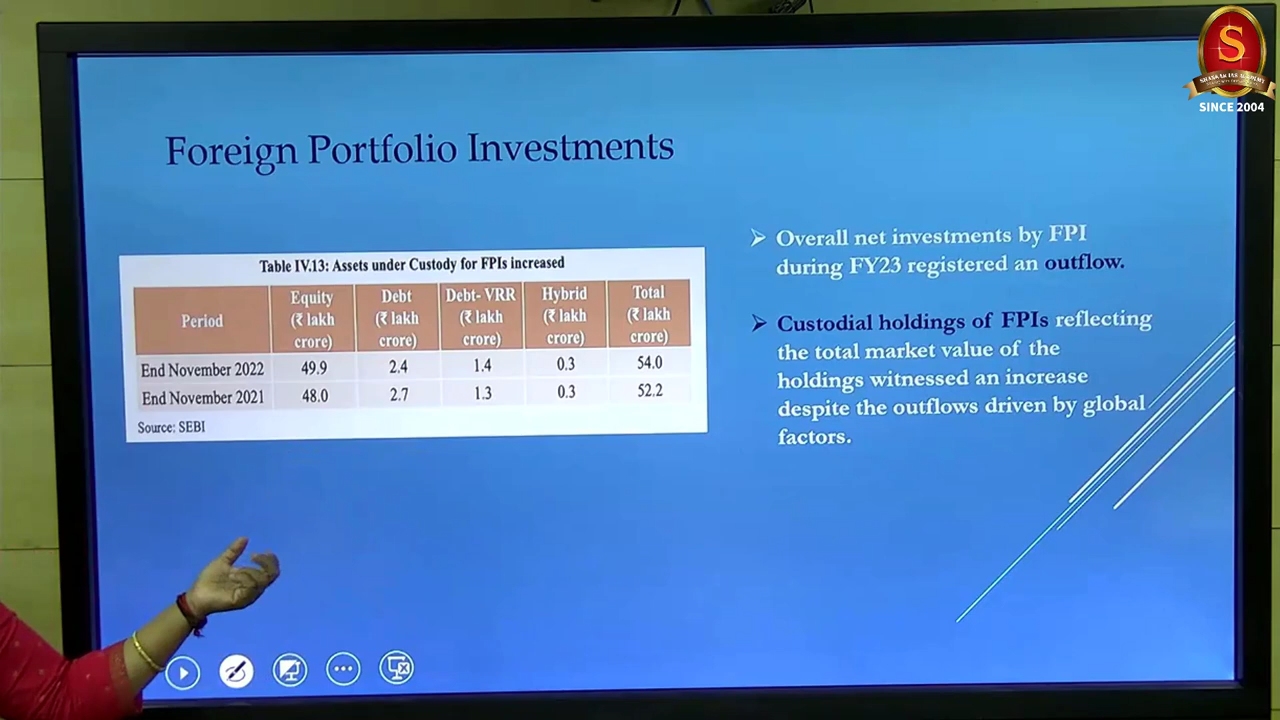 S
SHANKAR IAS ACADEMY
SINCE 2004
Foreign Portfolio Investments
Table IV.13: Assets under Custody for FPIs increased
Period Equity (₹ lakh crore) Debt (₹ lakh crore) Debt- VRR (₹ lakh crore) Hybrid (₹ lakh crore) Total (₹ lakh crore)
End November 2022 49.9 2.4 1.4 0.3 54.0
End November 2021 48.0 2.7 1.3 0.3 52.2
Source: SEBI
Overall net investments by FPI
during FY23 registered an outflow.
Custodial holdings of FPIs reflecting
the total market value of the
holdings witnessed an increase
despite the outflows driven by global
factors.